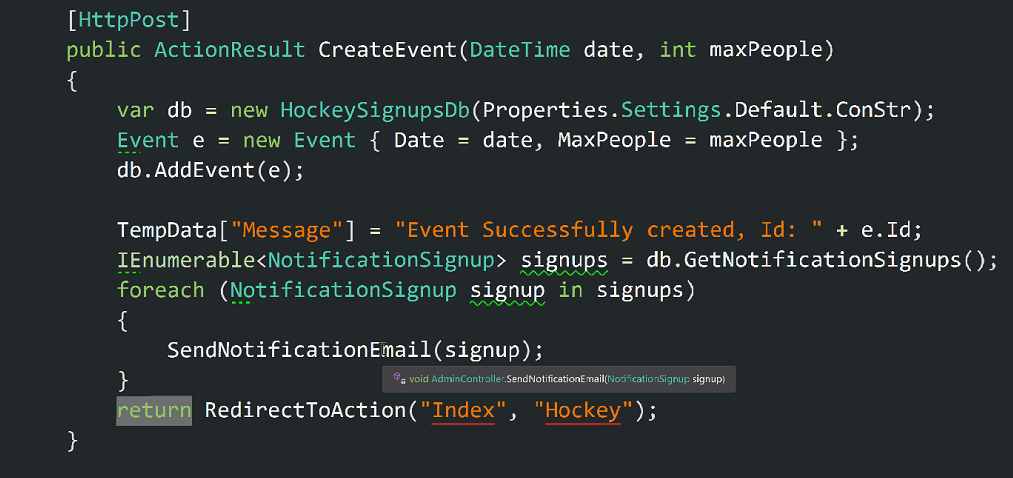 [HttpPost]
public ActionResult CreateEvent(DateTime date, int maxPeople)
{
var db = new HockeySignupsDb(Properties.Settings.Default.ConStr);
Event e = new Event { Date = date, MaxPeople = maxPeople };
db.AddEvent(e);
TempData["Message"] = "Event Successfully created, Id: " + e.Id;
IEnumerable<NotificationSignup> signups = db.GetNotificationSignups();
foreach (NotificationSignup signup in signups)
{
SendNotificationEmail(signup);
void AdminController.SendNotificationEmail(NotificationSignup signup)
}
return RedirectToAction("Index", "Hockey");
}